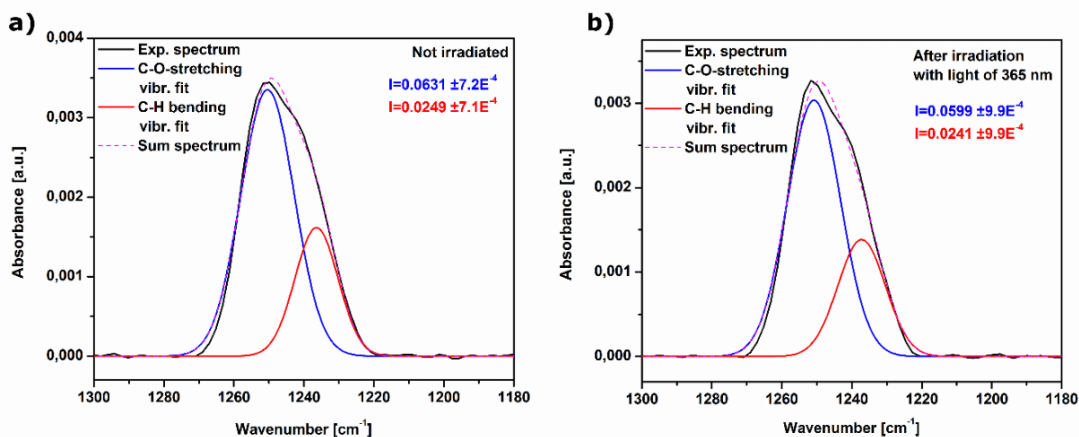 a)
0,004
0,003
0,002
0,001
0,000
Absorbance [a.u.]
Exp. spectrum
C-O-stretching
vibr. fit
C-H bending
vibr. fit
Sum spectrum
Not irradiated
I=0.0631 ±7.2E-4
I=0.0249 ±7.1E-4
1300 1280 1260 1240 1220 1200 1180
Wavenumber [cm-1]
b)
0,003
0,002
0,001
0,000
Absorbance [a.u.]
Exp. spectrum
C-O-stretching
vibr. fit
C-H bending
vibr. fit
Sum spectrum
After irradiation
with light of 365 nm
I=0.0599 ±9.9E-4
I=0.0241 ±9.9E-4
1300 1280 1260 1240 1220 1200 1180
Wavenumber [cm-1]